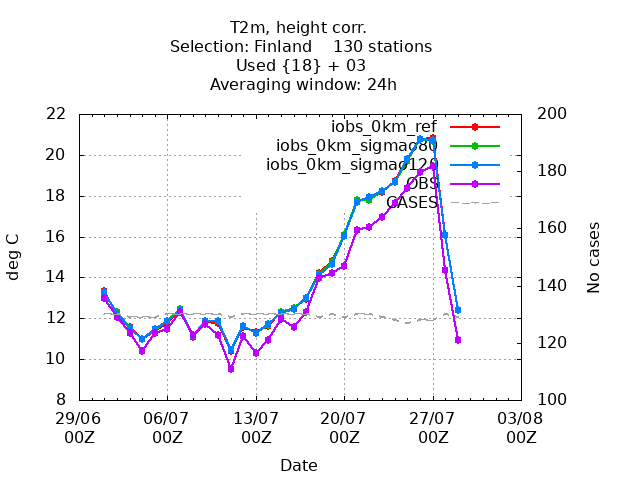 T2m, height corr.
Selection: Finland    130 stations
Used {18} + 03
Averaging window: 24h
22
20
18
16
14
12
10
8
deg C
200
180
160
140
120
100
No cases
iobs_0km_ref
iobs_0km_sigmao80
iobs_0km_sigmao120
OBS
CASES
29/06 06/07 13/07 20/07 27/07 03/08
00Z 00Z 00Z 00Z 00Z 00Z
Date